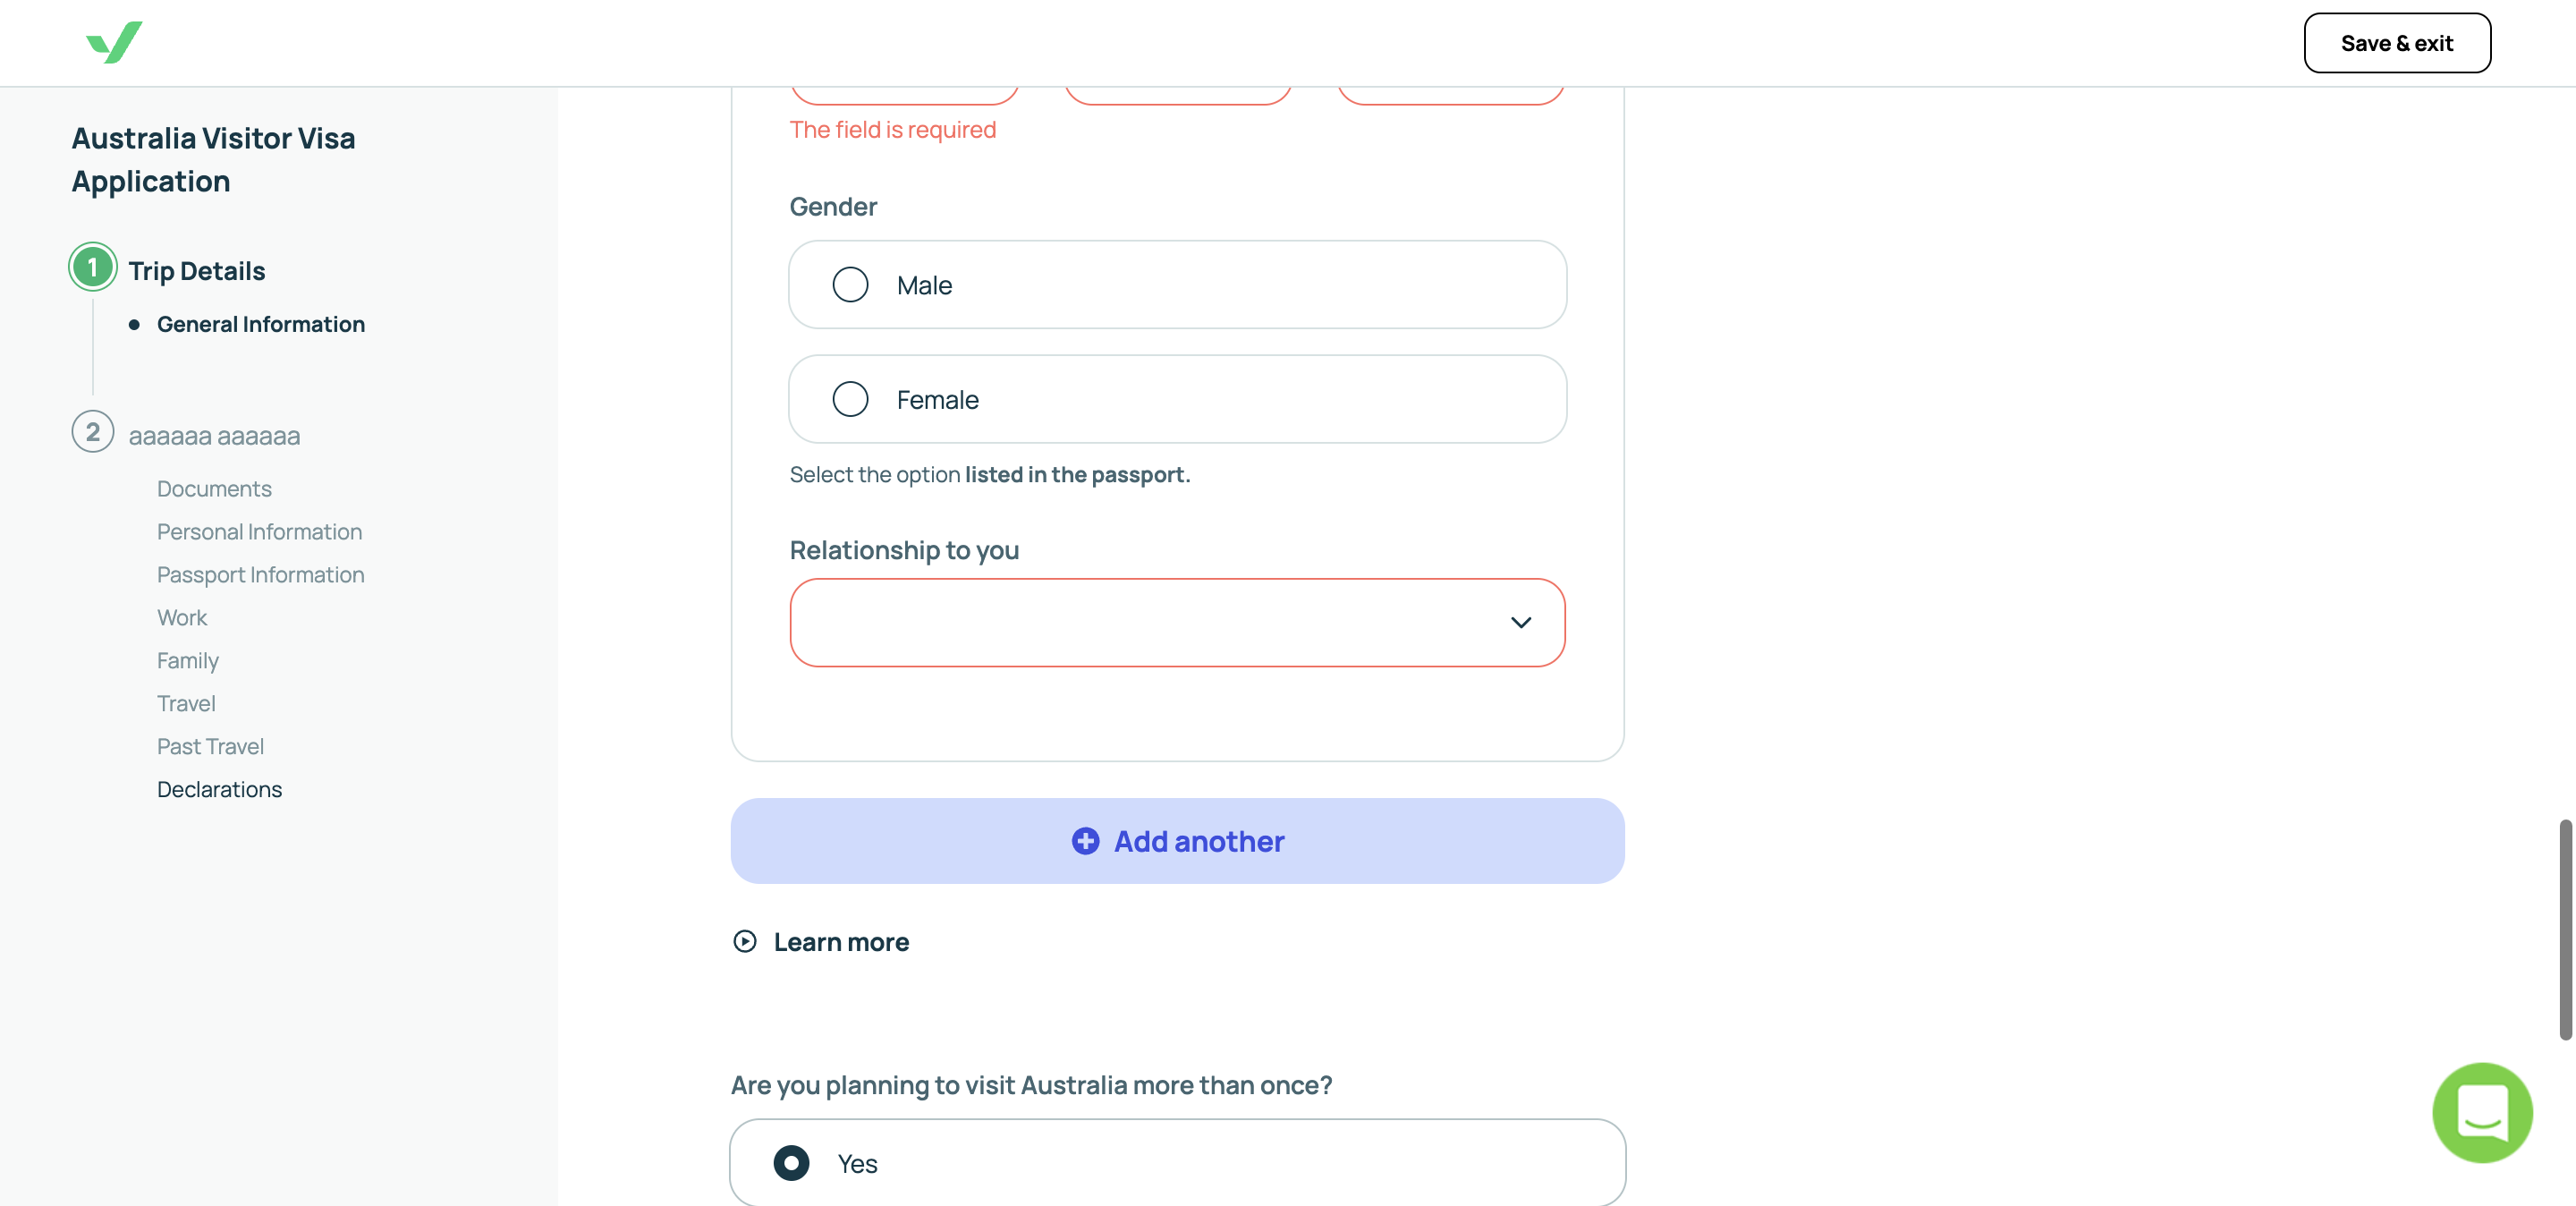 Save & exit
Australia Visitor Visa
Application
1 Trip Details
General Information
2 aaaaaa aaaaaa
Documents
Personal Information
Passport Information
Work
Family
Travel
Past Travel
Declarations
The field is required
Gender
Male
Female
Select the option listed in the passport.
Relationship to you
Add another
Learn more
Are you planning to visit Australia more than once?
Yes